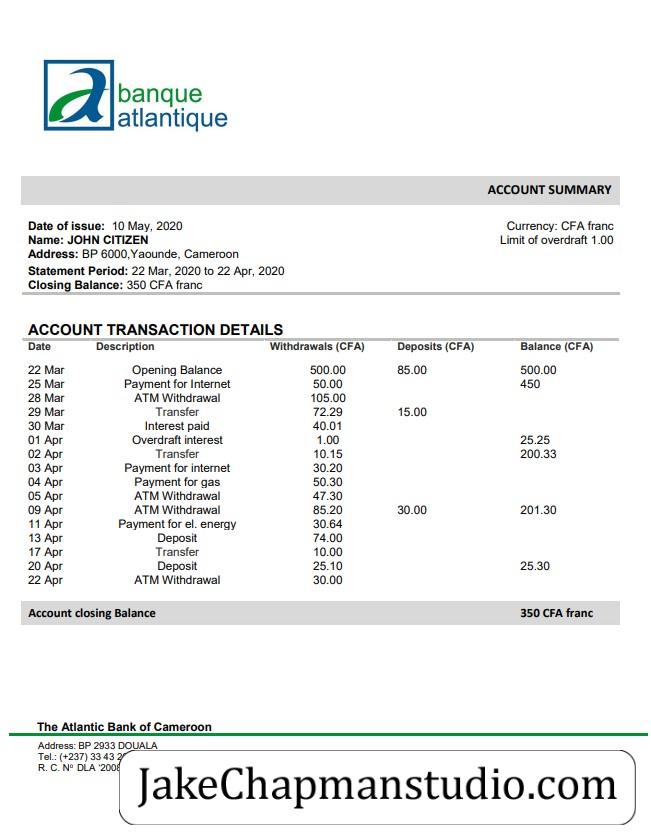 banque
atlantique
ACCOUNT SUMMARY
Date of issue: 10 May, 2020
Currency: CFA franc
Name: JOHN CITIZEN
Limit of overdraft 1.00
Address: BP 6000,Yaounde, Cameroon
Statement Period: 22 Mar, 2020 to 22 Apr, 2020
Closing Balance: 350 CFA franc
ACCOUNT TRANSACTION DETAILS
Date Description Withdrawals (CFA) Deposits (CFA) Balance (CFA)
22 Mar Opening Balance 500.00 85.00 500.00
25 Mar Payment for Internet 50.00 450
28 Mar ATM Withdrawal 105.00
29 Mar Transfer 72.29 15.00
30 Mar Interest paid 40.01
01 Apr Overdraft interest 1.00 25.25
02 Apr Transfer 10.15 200.33
03 Apr Payment for internet 30.20
04 Apr Payment for gas 50.30
05 Apr ATM Withdrawal 47.30
09 Apr ATM Withdrawal 85.20 30.00 201.30
11 Apr Payment for el. energy 30.64
13 Apr Deposit 74.00
17 Apr Transfer 10.00
20 Apr Deposit 25.10 25.30
22 Apr ATM Withdrawal 30.00
Account closing Balance 350 CFA franc
The Atlantic Bank of Cameroon
Address: BP 2933 DOUALA
Tel.: (+237) 33 43
R. C. Nº DLA '2008
JakeChapmanstudio.com